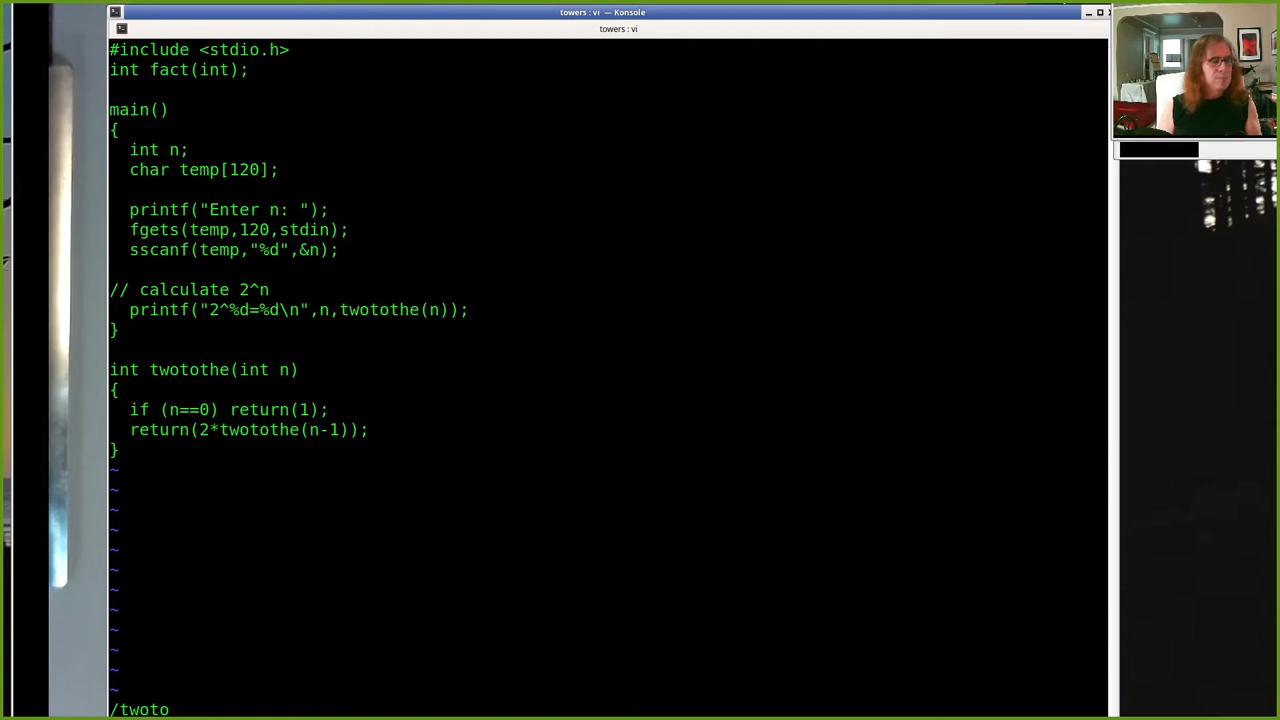 towers : vi — Konsole
towers : vi
#include <stdio.h>
int fact(int);
main()
{
  int n;
  char temp[120];
  printf("Enter n: ");
  fgets(temp,120,stdin);
  sscanf(temp,"%d",&n);
// calculate 2^n
  printf("2^%d=%d\n",n,twotothe(n));
}
int twotothe(int n)
{
  if (n==0) return(1);
  return(2*twotothe(n-1));
}
~
~
~
~
~
~
~
~
~
~
~
~
/twoto